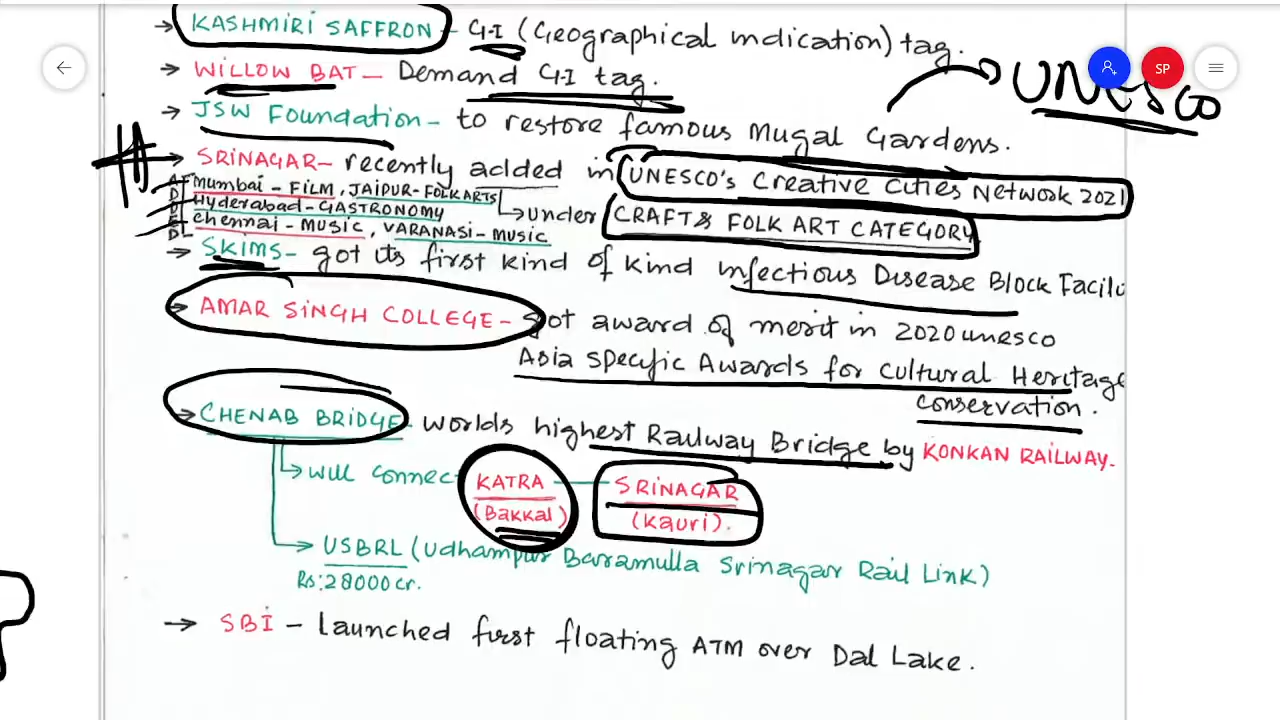 → KASHMIRI SAFFRON - G-I (Geographical indication) tag.
→ WILLOW BAT - Demand G-I tag.
UNESCO
SP
→ JSW Foundation - to restore famous Mugal Gardens.
→ SRINAGAR - recently added in UNESCO's Creative Cities Network 2021
Mumbai - FILM, JAIPUR - FOLK ARTS
Hyderabad - GASTRONOMY
Chennai - MUSIC, VARANASI - MUSIC
under CRAFT & FOLK ART CATEGORY
→ SKIMS - got its first kind of kind infectious Disease Block
→ AMAR SINGH COLLEGE - got award of merit in 2020 unesco
Asia specific Awards for Cultural Heritage
conservation.
→ CHENAB BRIDGE - worlds highest Railway Bridge by KONKAN RAILWAY.
→ will connect KATRA - SRINAGAR
(Bakkal) (Kauri).
→ USBRL (Udhampur Baramulla Srinagar Rail Link)
Rs: 28000 cr.
→ SBI - Launched first floating ATM over Dal Lake.